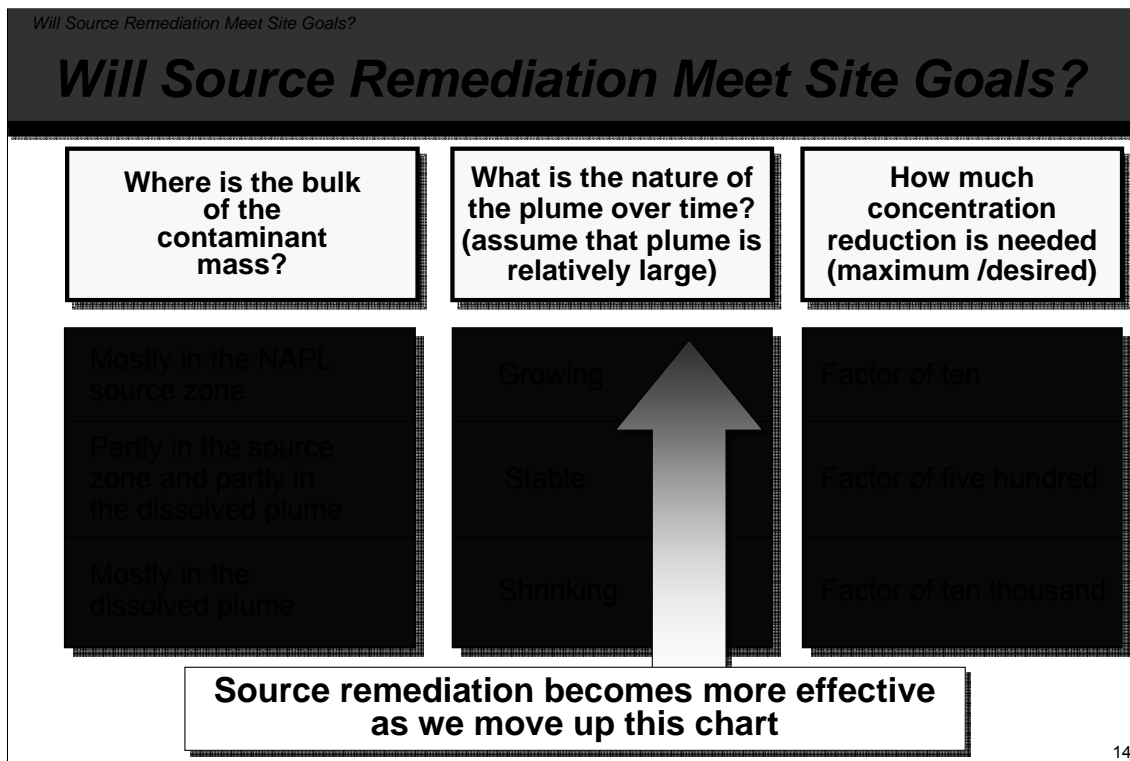 Will Source Remediation Meet Site Goals?
Will Source Remediation Meet Site Goals?
Where is the bulk
of the
contaminant
mass?
What is the nature of
the plume over time?
(assume that plume is
relatively large)
How much
concentration
reduction is needed
(maximum /desired)
Mostly in the NAPL
source zone
Growing
Factor of ten
Partly in the source
zone and partly in
the dissolved plume
Stable
Factor of five hundred
Mostly in the
dissolved plume
Shrinking
Factor of ten thousand
Source remediation becomes more effective
as we move up this chart
14